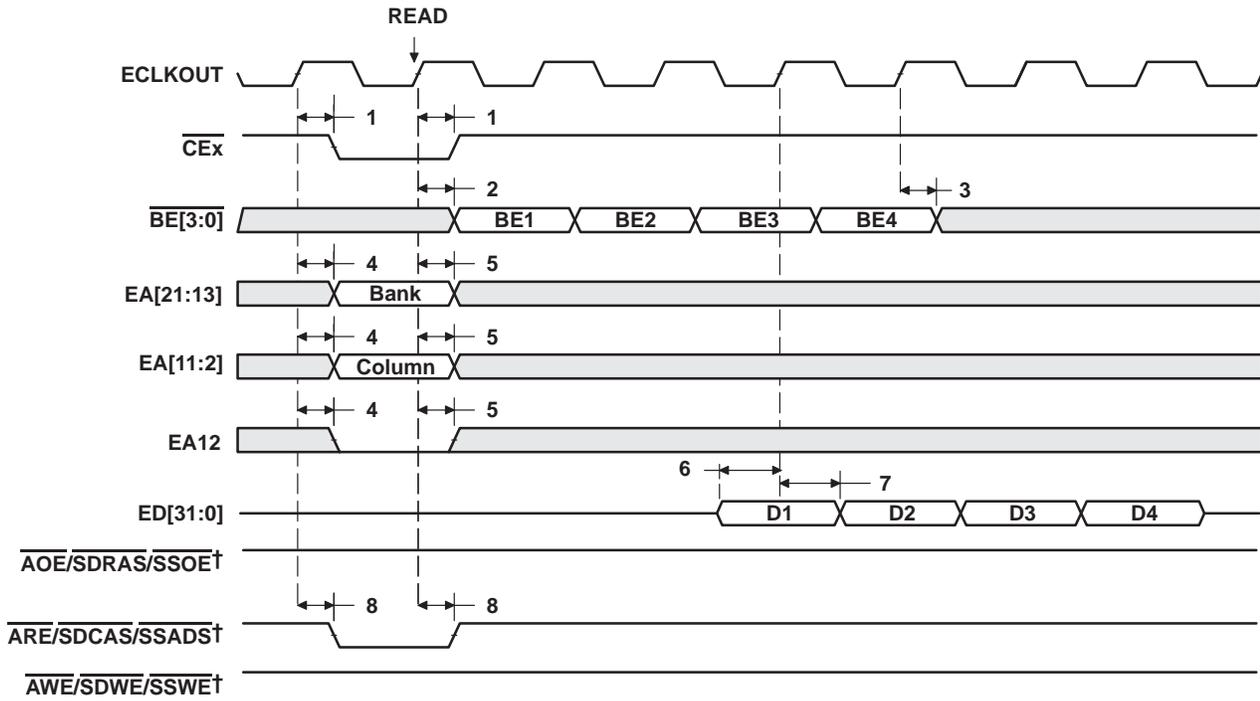 READ
ECLKOUT
1 1
CEx
2 3
BE[3:0] BE1 BE2 BE3 BE4
4 5
EA[21:13] Bank
4 5
EA[11:2] Column
4 5
EA12
6 7
ED[31:0] D1 D2 D3 D4
AOE/SDRAS/SSOE†
8 8
ARE/SDCAS/SSADS†
AWE/SDWE/SSWE†